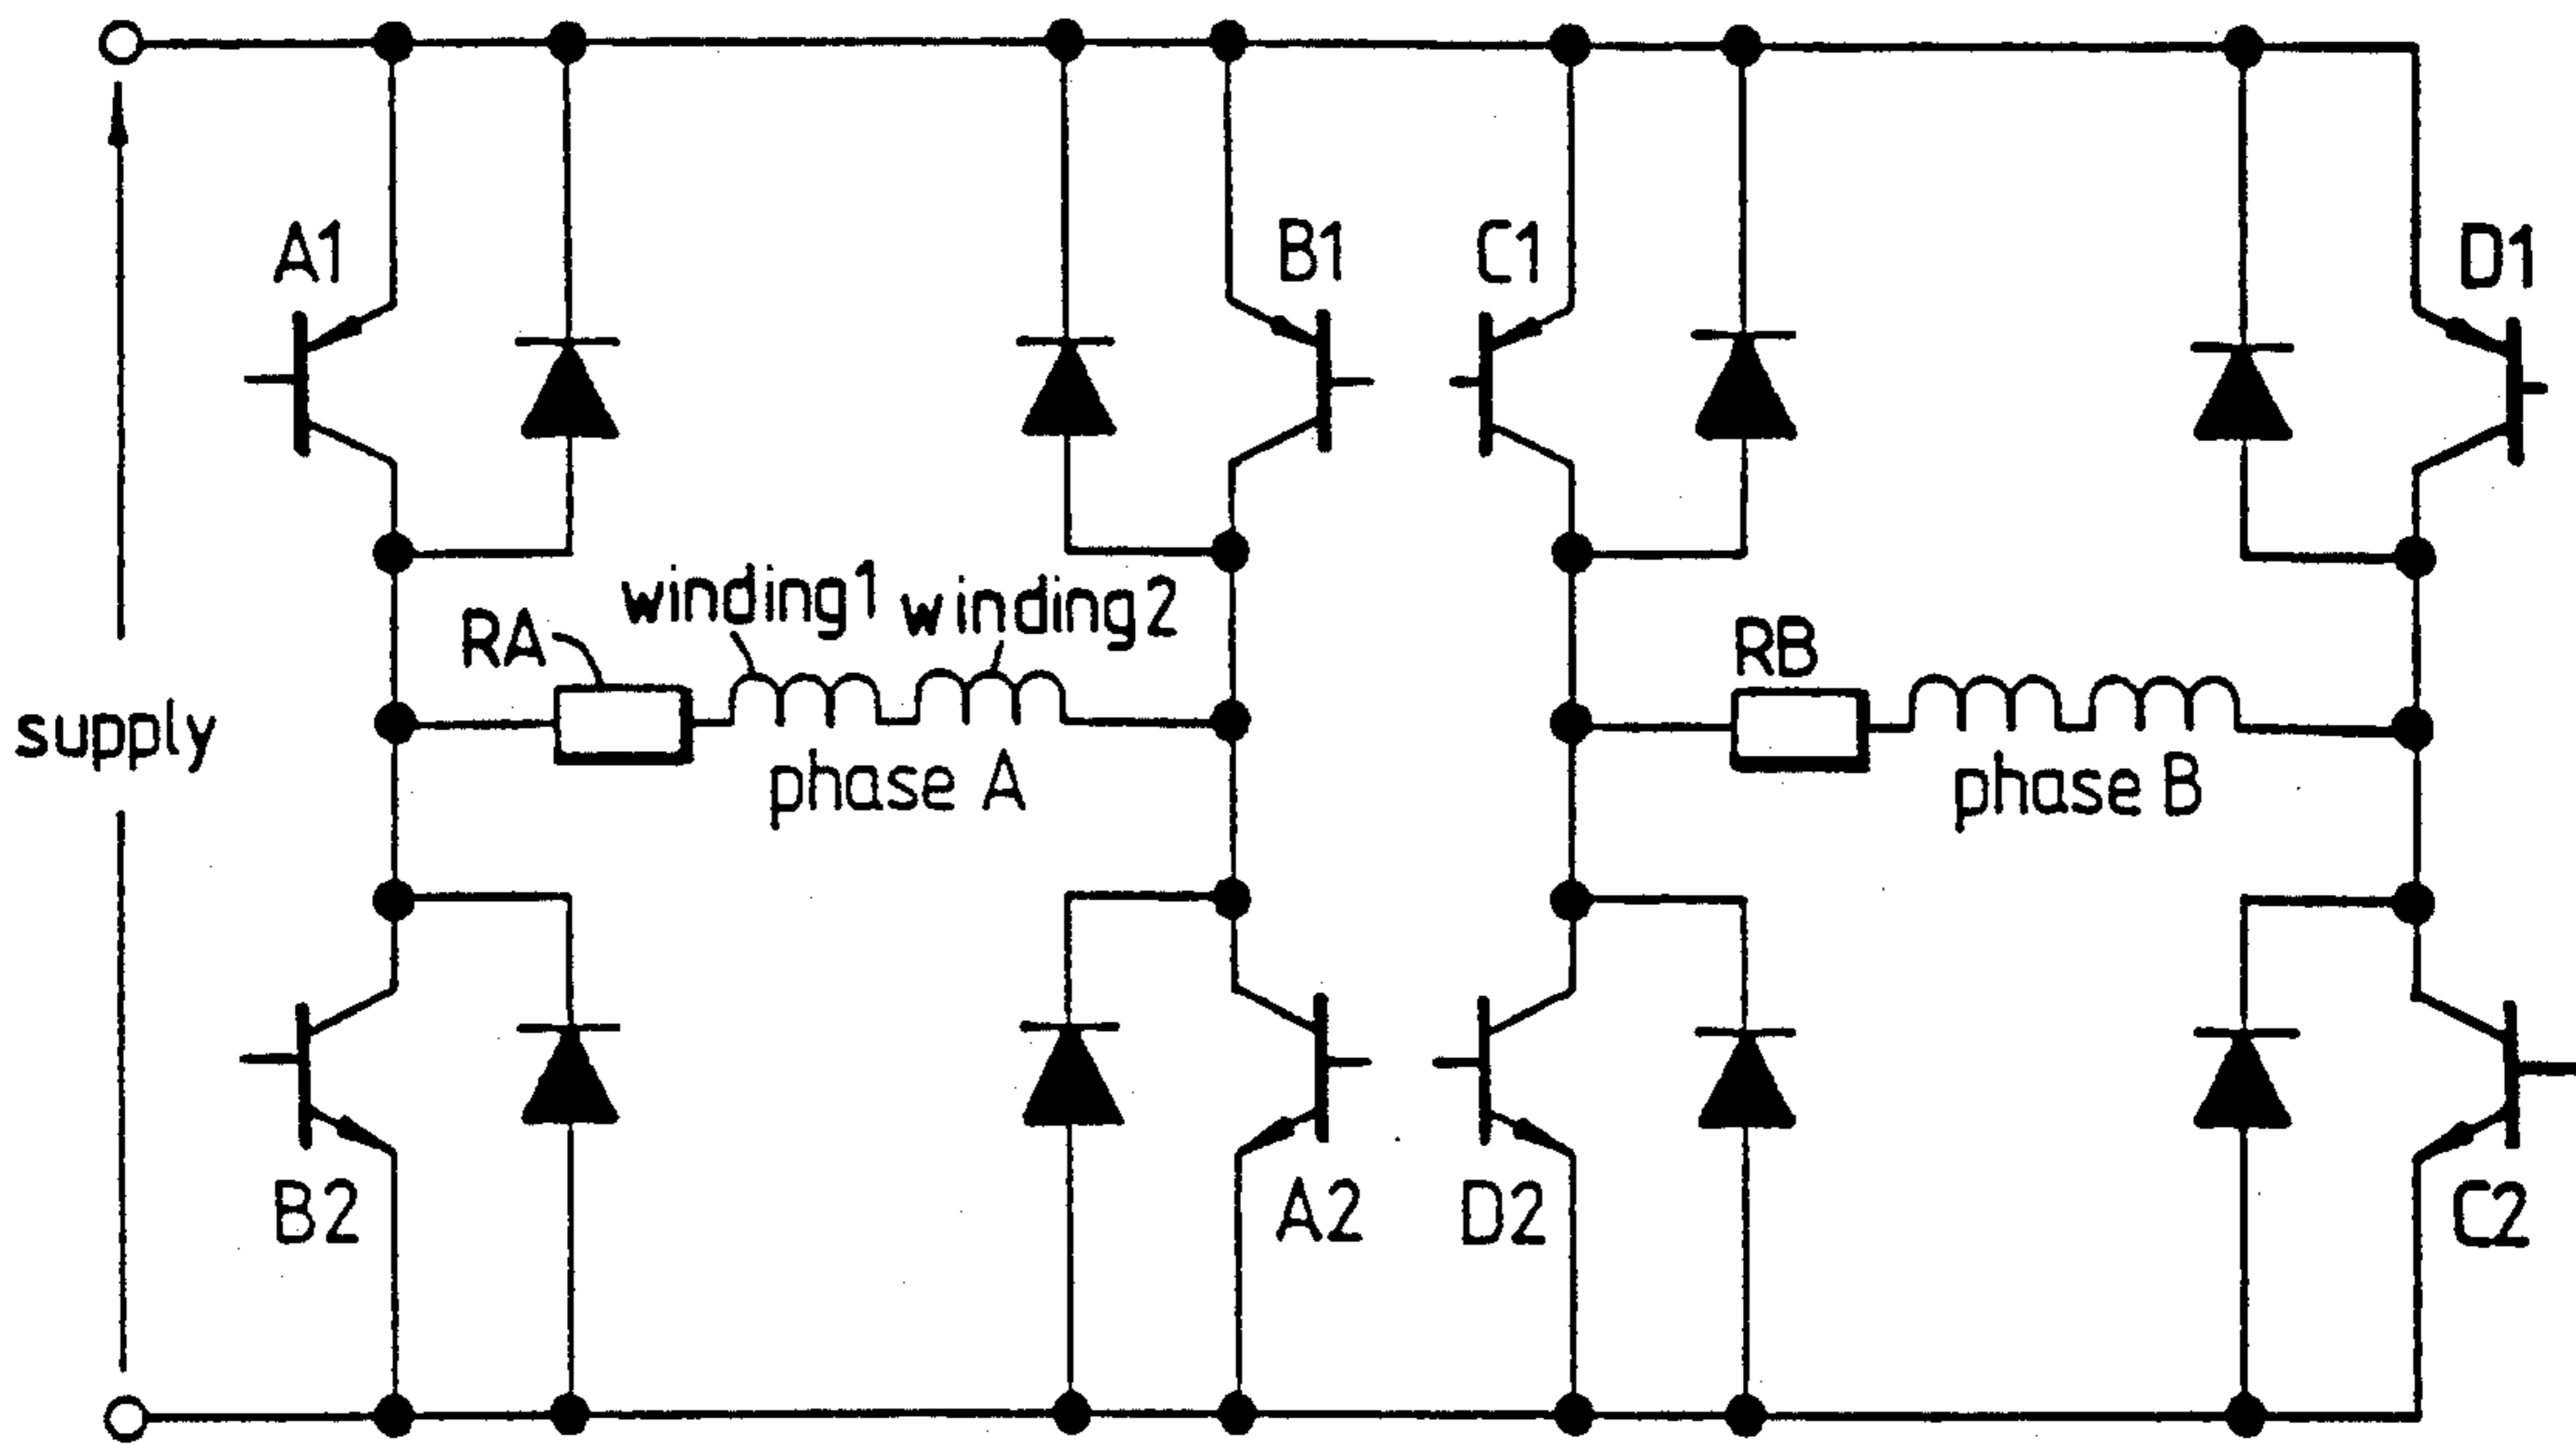 A1
B1
C1
D1
winding1
winding2
RA
RB
supply
phase A
phase B
B2
A2
D2
C2